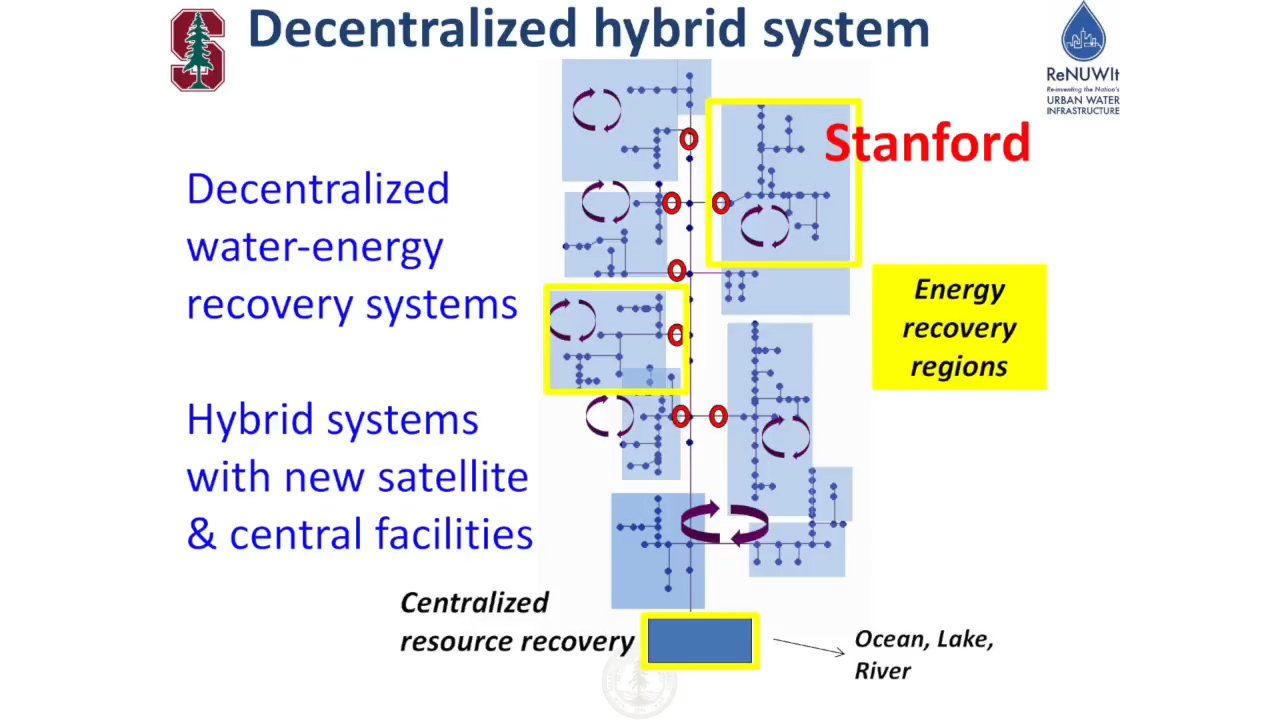 Decentralized hybrid system
ReNUWIt
Re-inventing the Nation's
URBAN WATER
INFRASTRUCTURE
Stanford
Decentralized
water-energy
recovery systems
Energy
recovery
regions
Hybrid systems
with new satellite
& central facilities
Centralized
resource recovery
Ocean, Lake,
River